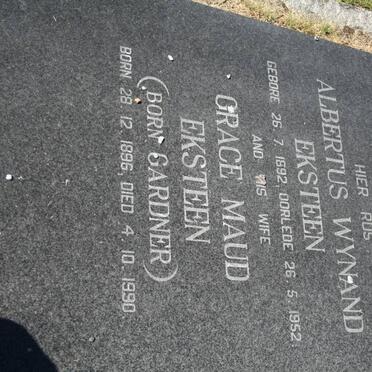 HIER RUS
ALBERTUS WYNAND
EKSTEEN
GEBORE 26.7.1892, OORLEDE 26.5.1952.
AND HIS WIFE
GRACE MAUD
EKSTEEN
(BORN GARDNER)
BORN 28.12.1896, DIED 4.10.1990.